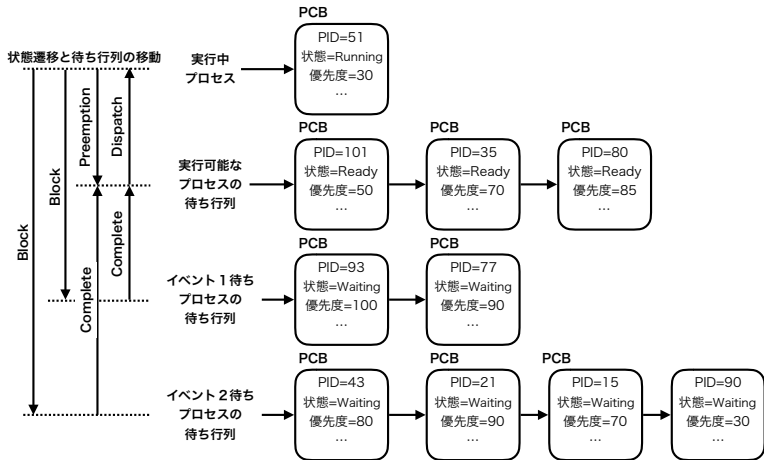 状態遷移と待ち行列の移動
Block
Block
Preemption
Dispatch
Complete
Complete
実行中
プロセス
PCB
PID=51
状態=Running
優先度=30
…
実行可能な
プロセスの
待ち行列
PCB
PID=101
状態=Ready
優先度=50
…
PCB
PID=35
状態=Ready
優先度=70
…
PCB
PID=80
状態=Ready
優先度=85
…
イベント1待ち
プロセスの
待ち行列
PCB
PID=93
状態=Waiting
優先度=100
…
PCB
PID=77
状態=Waiting
優先度=90
…
イベント2待ち
プロセスの
待ち行列
PCB
PID=43
状態=Waiting
優先度=80
…
PCB
PID=21
状態=Waiting
優先度=90
…
PCB
PID=15
状態=Waiting
優先度=70
…
PID=90
状態=Waiting
優先度=30
…